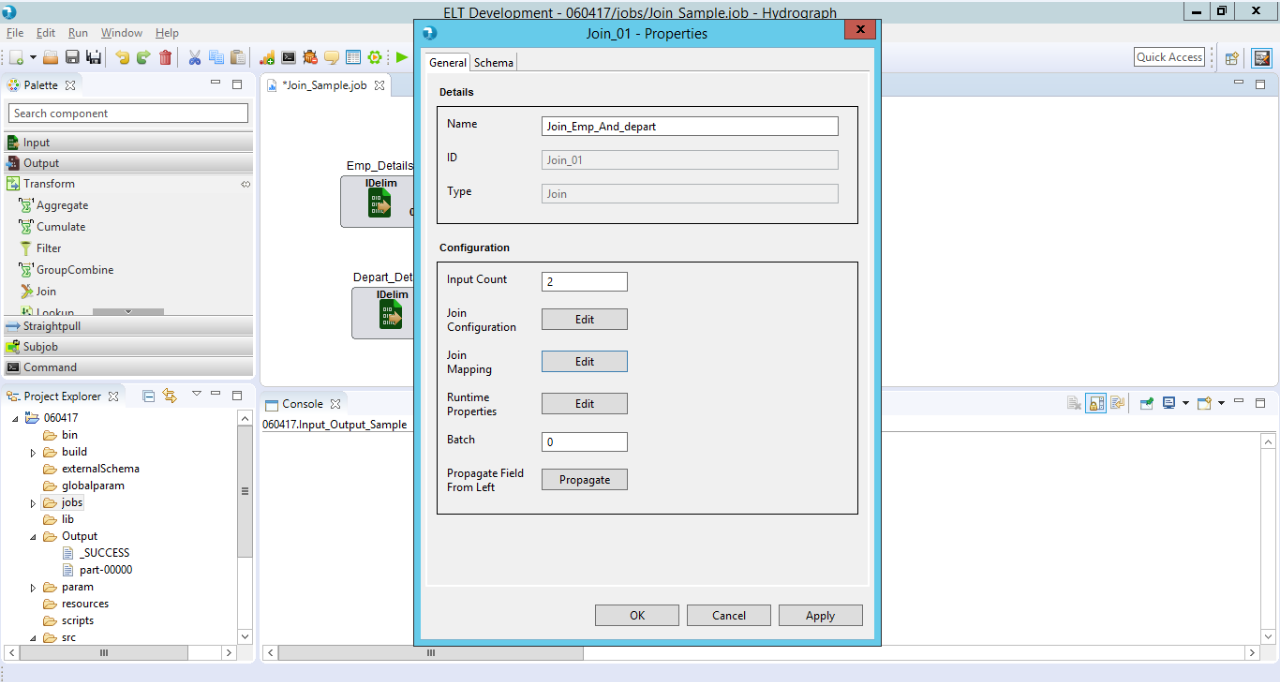 ELT Development - 060417/jobs/Join_Sample.job - Hydrograph
File Edit Run Window Help
Quick Access
Palette
Search component
Input
Output
Transform
Aggregate
Cumulate
Filter
GroupCombine
Join
Lookup
Straightpull
Subjob
Command
*Join_Sample.job
Emp_Details
IDelim
Depart_Det
IDelim
Project Explorer
060417
bin
build
externalSchema
globalparam
jobs
lib
Output
_SUCCESS
part-00000
param
resources
scripts
src
Console
060417.Input_Output_Sample
Join_01 - Properties
General Schema
Details
Name Join_Emp_And_depart
ID Join_01
Type Join
Configuration
Input Count 2
Join
Configuration
Edit
Join
Mapping
Edit
Runtime
Properties
Edit
Batch 0
Propagate Field
From Left
Propagate
OK Cancel Apply